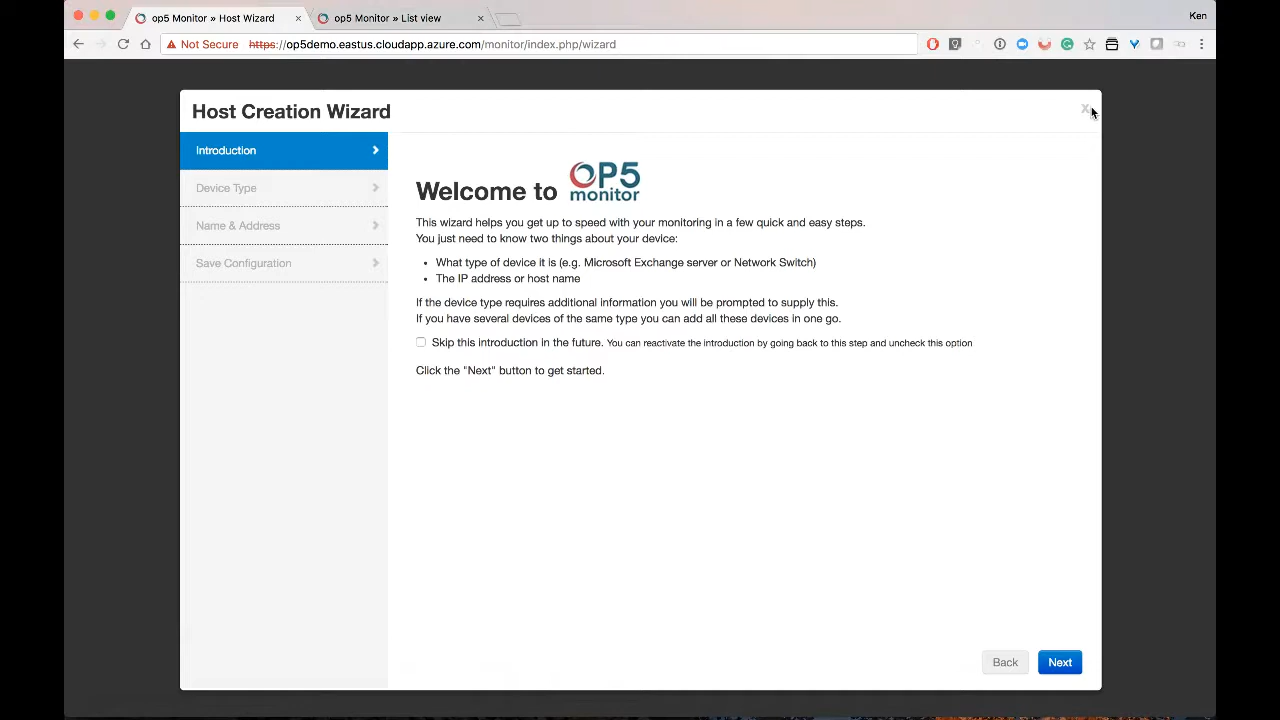 op5 Monitor » Host Wizard
op5 Monitor » List view
Ken
Not Secure https://op5demo.eastus.cloudapp.azure.com/monitor/index.php/wizard
Host Creation Wizard
x
Introduction
Device Type
Name & Address
Save Configuration
Welcome to OP5 monitor
This wizard helps you get up to speed with your monitoring in a few quick and easy steps.
You just need to know two things about your device:
• What type of device it is (e.g. Microsoft Exchange server or Network Switch)
• The IP address or host name
If the device type requires additional information you will be prompted to supply this.
If you have several devices of the same type you can add all these devices in one go.
Skip this introduction in the future. You can reactivate the introduction by going back to this step and uncheck this option
Click the "Next" button to get started.
Back
Next